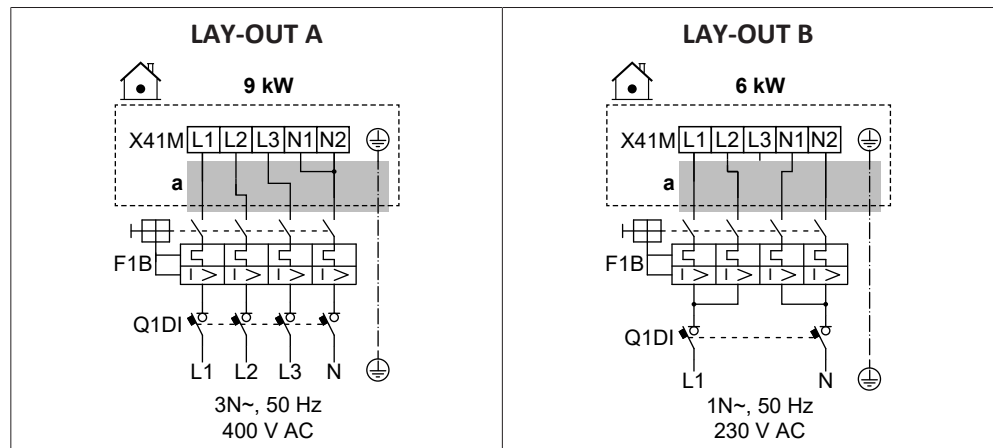 LAY-OUT A
9 kW
X41M L1 L2 L3 N1 N2
a
F1B
I > I > I > I >
Q1DI
L1 L2 L3 N
3N~, 50 Hz
400 V AC
LAY-OUT B
6 kW
X41M L1 L2 L3 N1 N2
a
F1B
I > I > I > I >
Q1DI
L1 N
1N~, 50 Hz
230 V AC